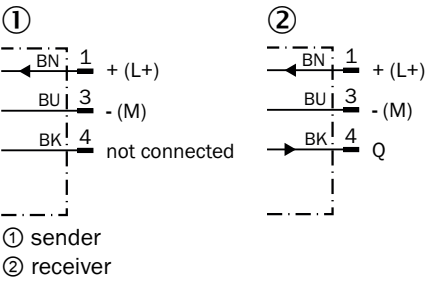 ① ②
BN 1 + (L+) BN 1 + (L+)
BU 3 - (M) BU 3 - (M)
BK 4 not connected BK 4 Q
① sender
② receiver